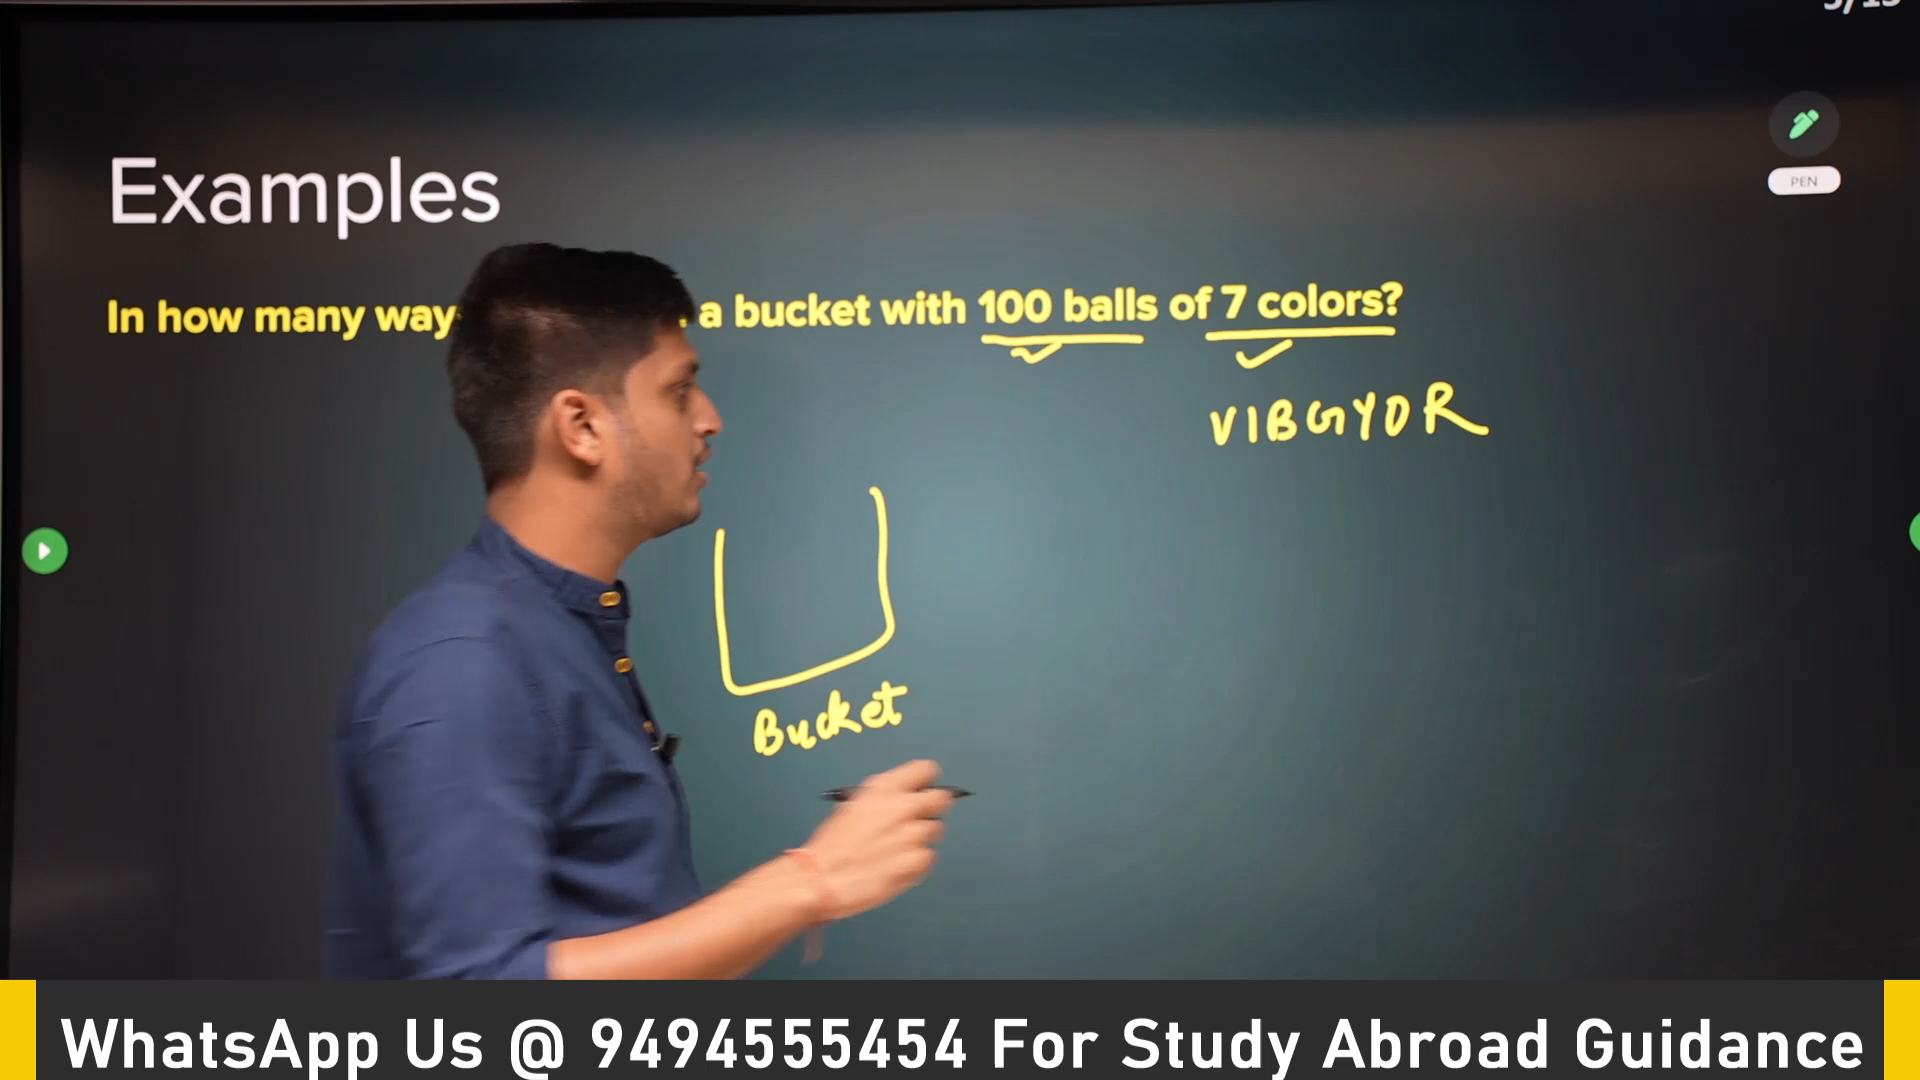 Examples
PEN
In how many way a bucket with 100 balls of 7 colors?
VIBGYOR
Bucket
WhatsApp Us @ 9494555454 For Study Abroad Guidance